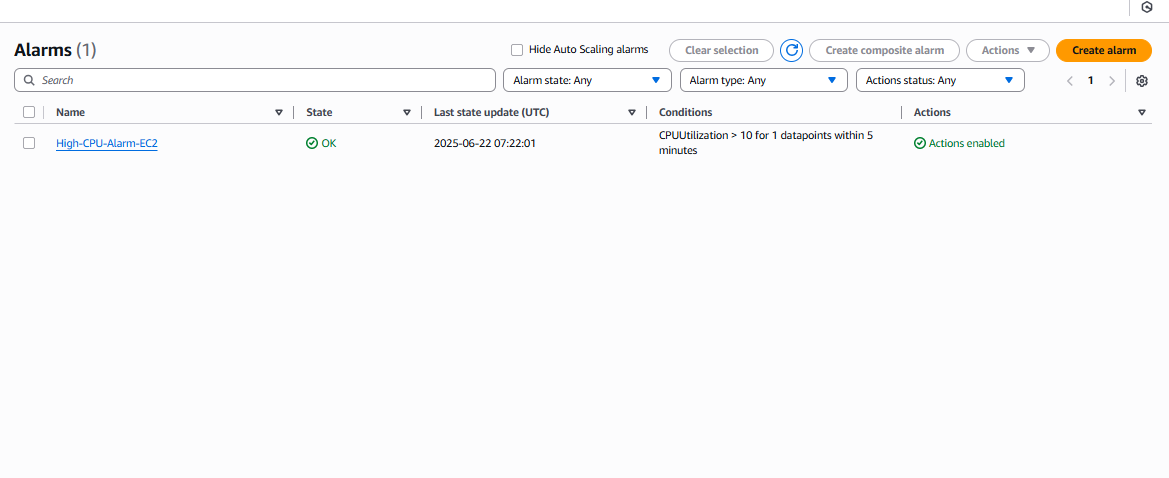 Alarms (1)
Hide Auto Scaling alarms
Clear selection
Create composite alarm
Actions
Create alarm
Search
Alarm state: Any
Alarm type: Any
Actions status: Any
1
Name
State
Last state update (UTC)
Conditions
Actions
High-CPU-Alarm-EC2
OK
2025-06-22 07:22:01
CPUUtilization > 10 for 1 datapoints within 5
minutes
Actions enabled